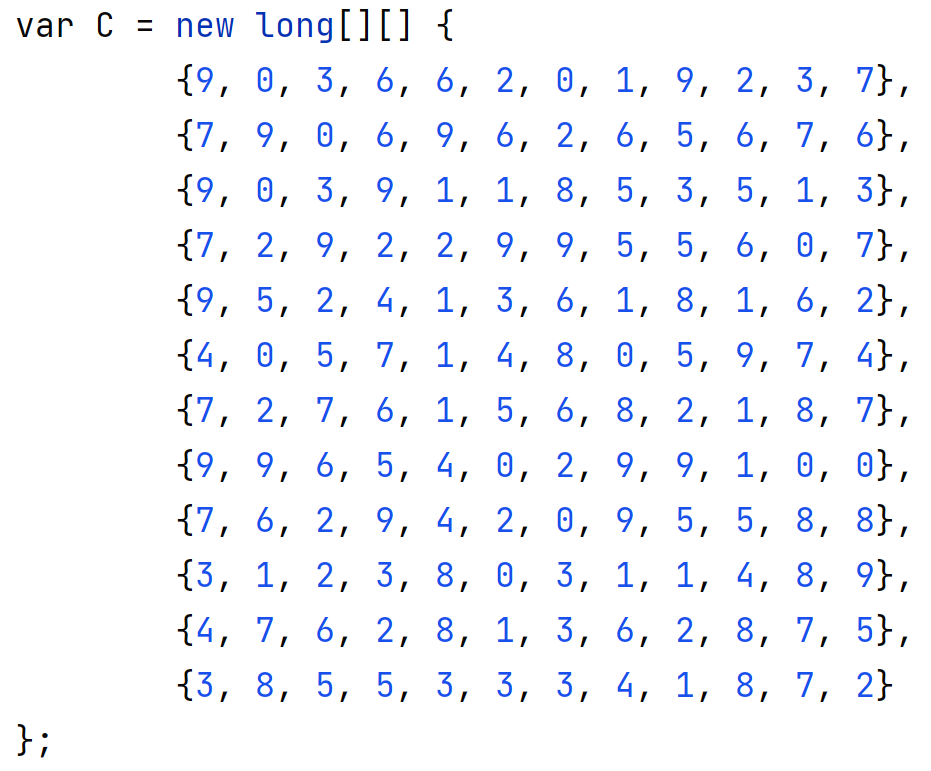 var C = new long[][] {
{9, 0, 3, 6, 6, 2, 0, 1, 9, 2, 3, 7},
{7, 9, 0, 6, 9, 6, 2, 6, 5, 6, 7, 6},
{9, 0, 3, 9, 1, 1, 8, 5, 3, 5, 1, 3},
{7, 2, 9, 2, 2, 9, 9, 5, 5, 6, 0, 7},
{9, 5, 2, 4, 1, 3, 6, 1, 8, 1, 6, 2},
{4, 0, 5, 7, 1, 4, 8, 0, 5, 9, 7, 4},
{7, 2, 7, 6, 1, 5, 6, 8, 2, 1, 8, 7},
{9, 9, 6, 5, 4, 0, 2, 9, 9, 1, 0, 0},
{7, 6, 2, 9, 4, 2, 0, 9, 5, 5, 8, 8},
{3, 1, 2, 3, 8, 0, 3, 1, 1, 4, 8, 9},
{4, 7, 6, 2, 8, 1, 3, 6, 2, 8, 7, 5},
{3, 8, 5, 5, 3, 3, 3, 4, 1, 8, 7, 2}
};